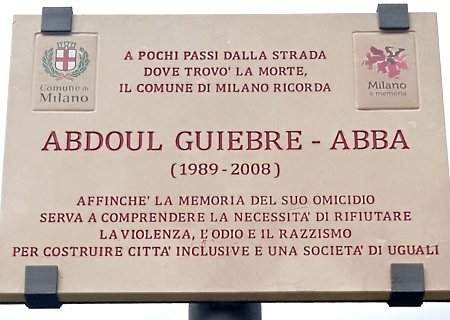 A POCHI PASSI DALLA STRADA
DOVE TROVO' LA MORTE,
IL COMUNE DI MILANO RICORDA
Comune di
Milano
Milano
e memoria
ABDOUL GUIEBRE - ABBA
(1989-2008)
AFFINCHE' LA MEMORIA DEL SUO OMICIDIO
SERVA A COMPRENDERE LA NECESSITA' DI RIFIUTARE
LA VIOLENZA, L'ODIO E IL RAZZISMO
PER COSTRUIRE CITTA' INCLUSIVE E UNA SOCIETA' DI UGUALI